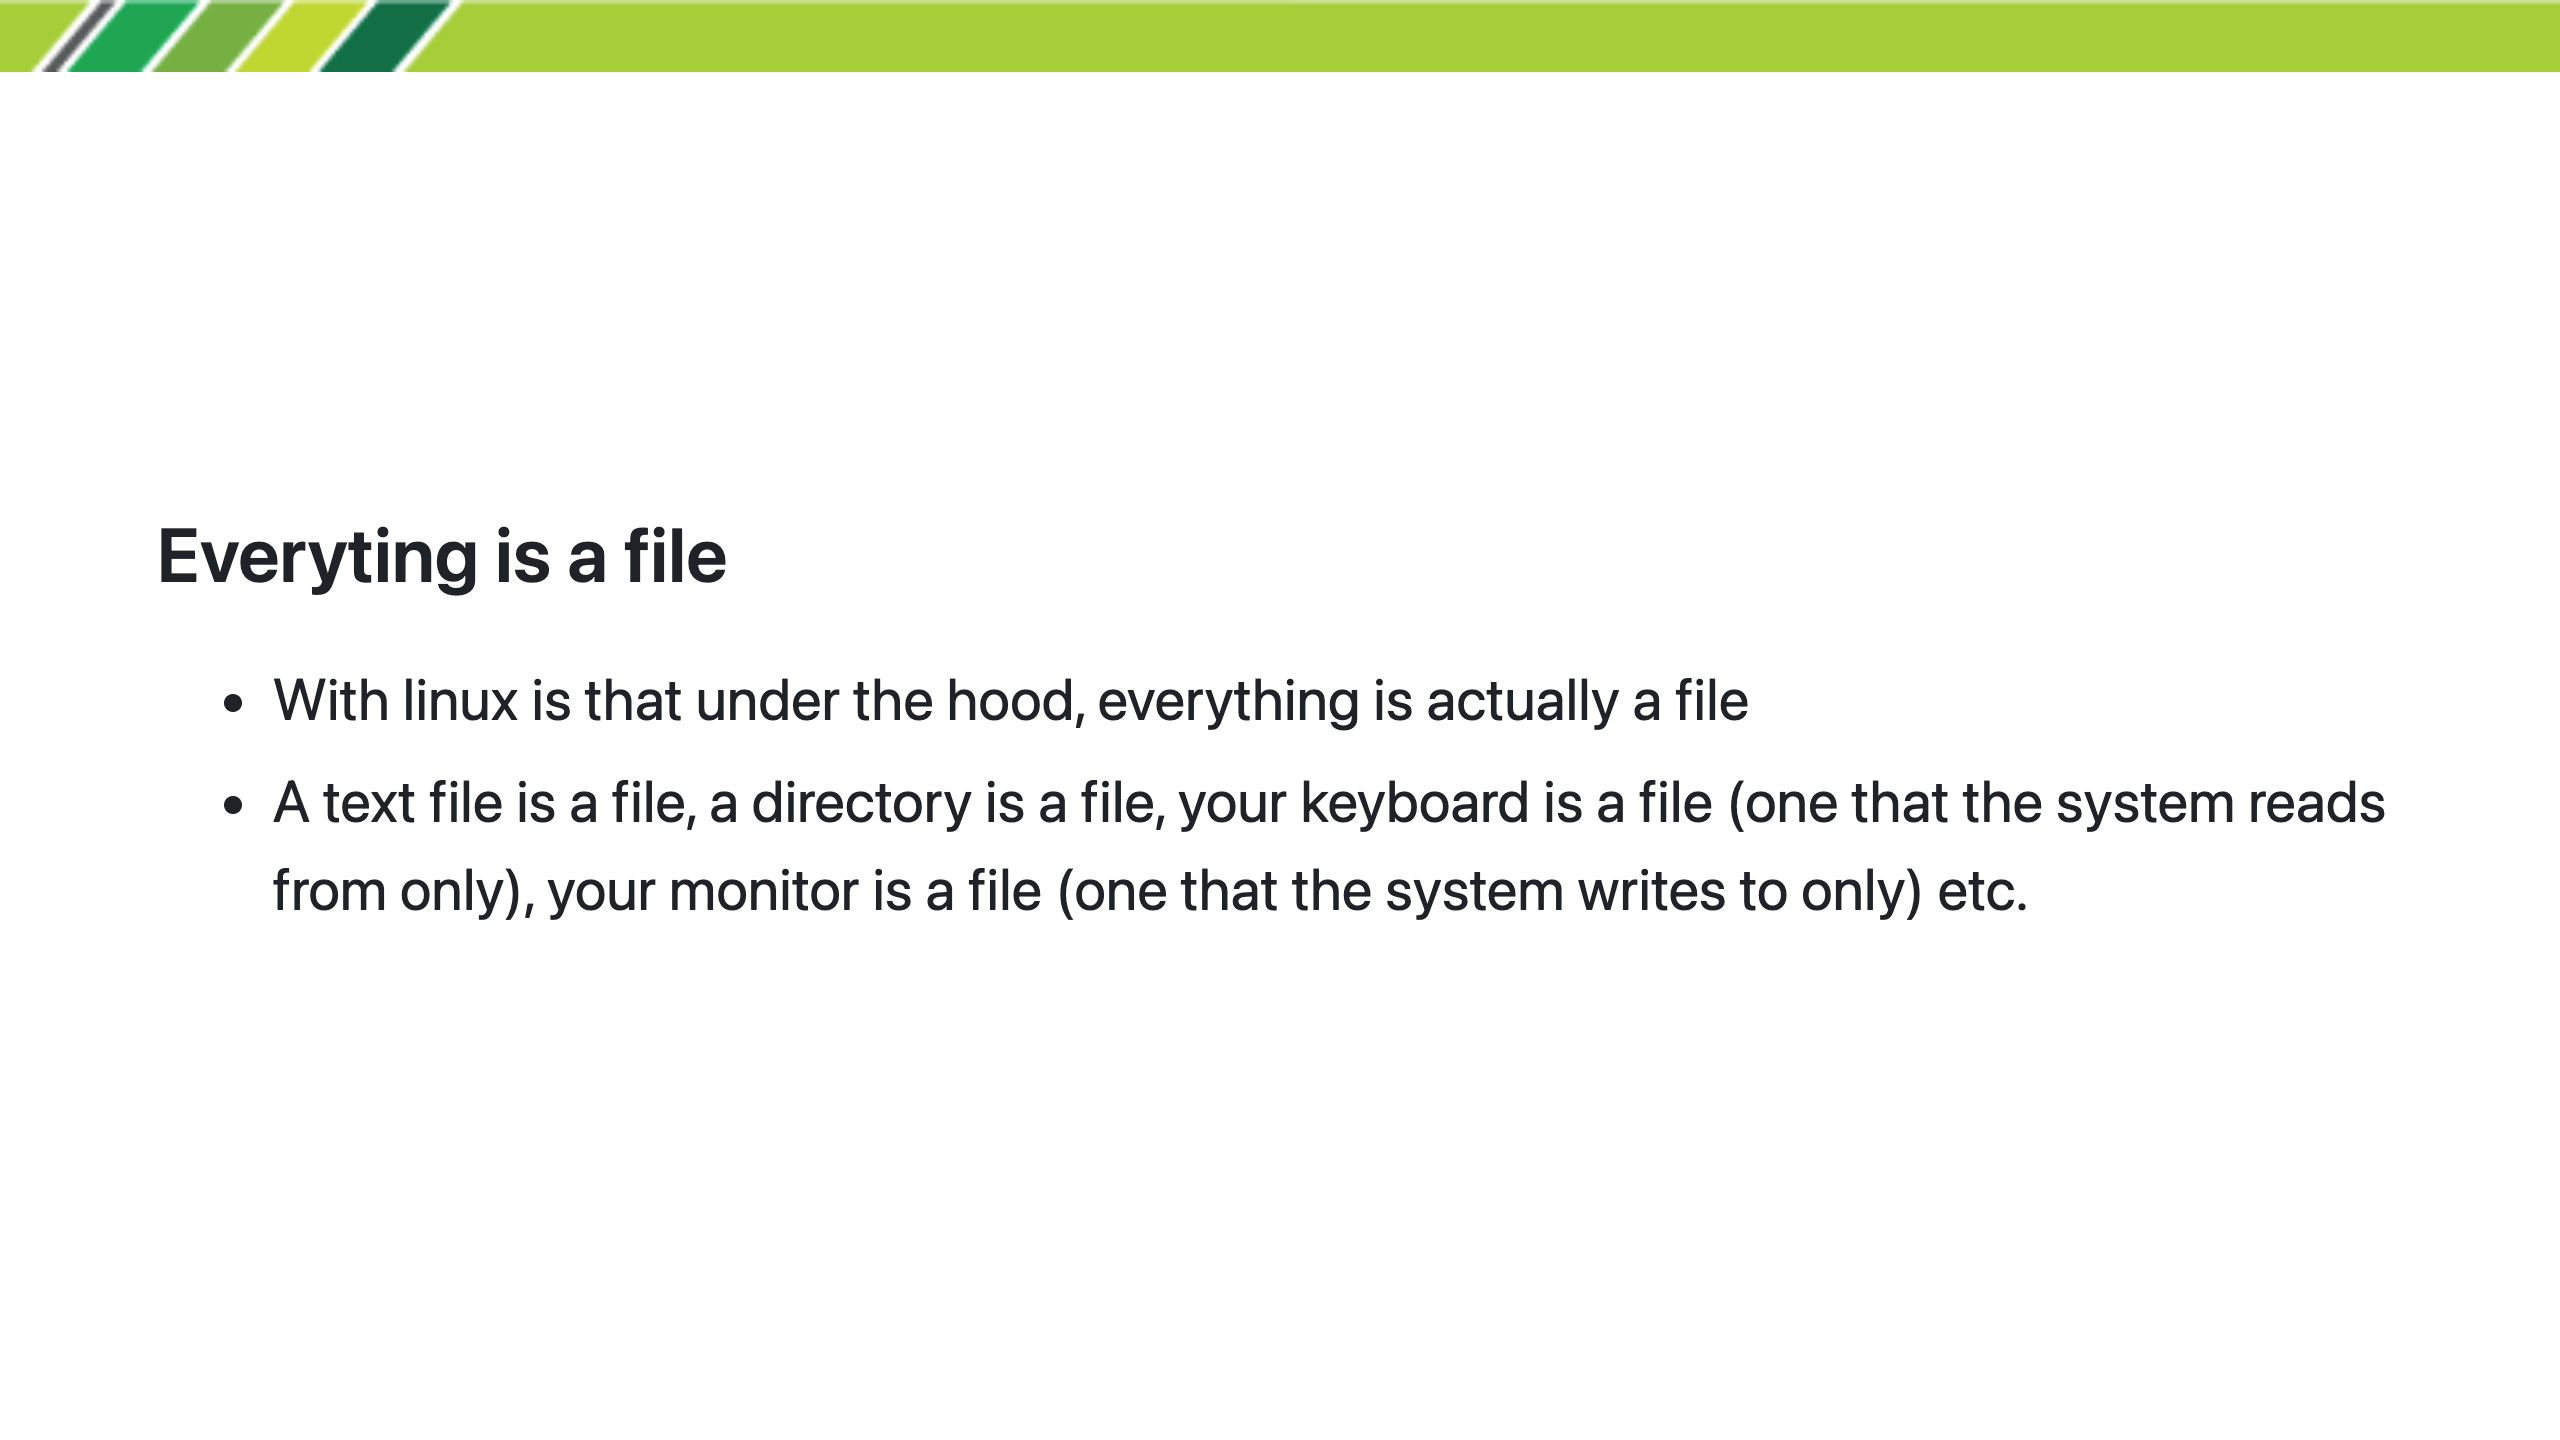 Everyting is a file
• With linux is that under the hood, everything is actually a file
• A text file is a file, a directory is a file, your keyboard is a file (one that the system reads
from only), your monitor is a file (one that the system writes to only) etc.